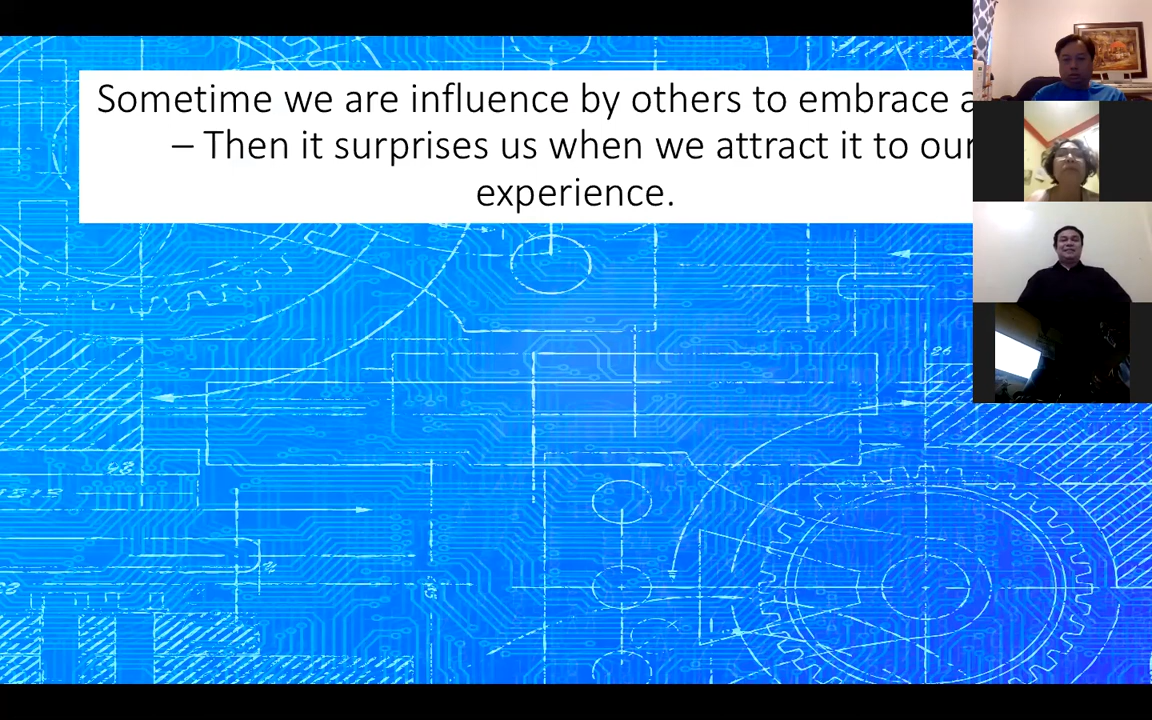 Sometime we are influence by others to embrace
– Then it surprises us when we attract it to our
experience.
26